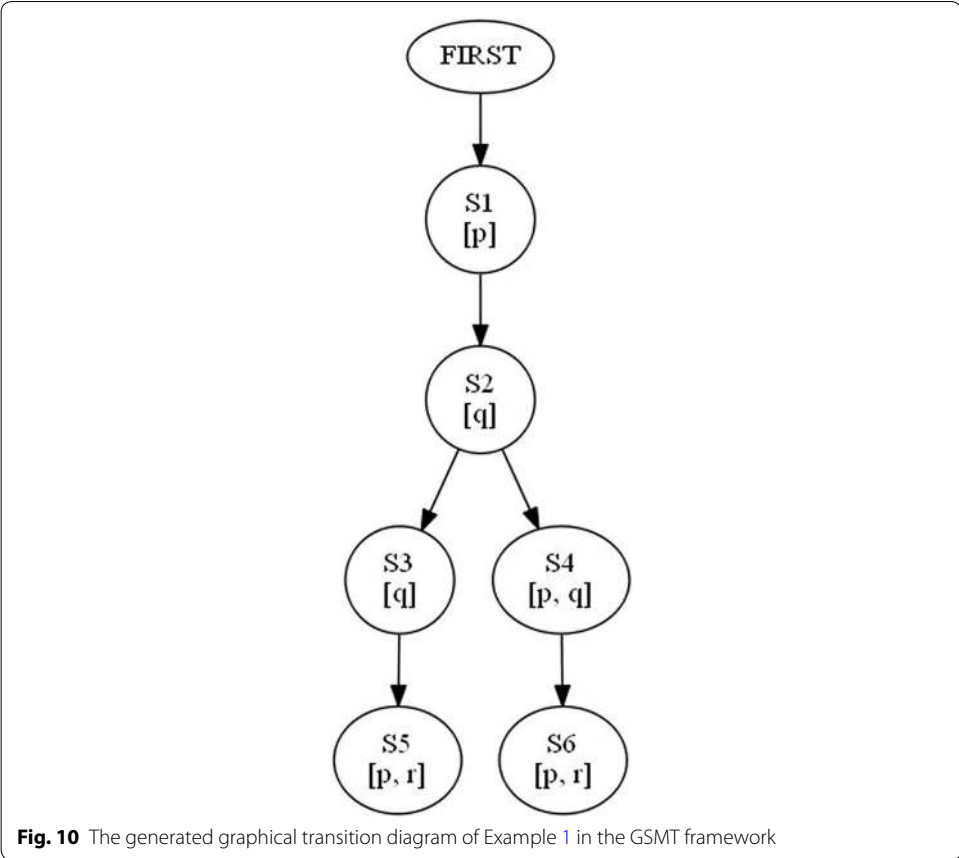 FIRST
S1
[p]
S2
[q]
S3
[q]
S4
[p, q]
S5
[p, r]
S6
[p, r]
Fig. 10 The generated graphical transition diagram of Example 1 in the GSMT framework